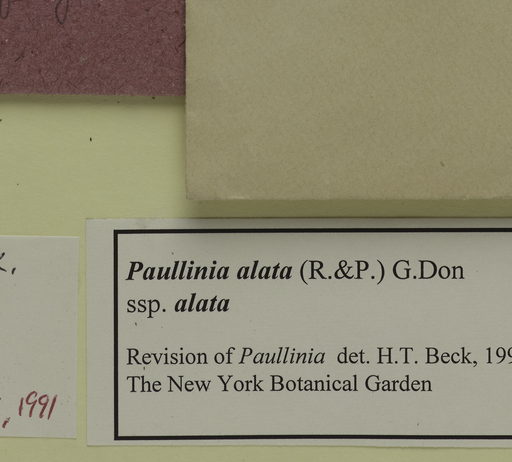 Paullinia alata (R.&P.) G.Don
ssp. alata
Revision of Paullinia det. H.T. Beck, 199
The New York Botanical Garden
, 1991